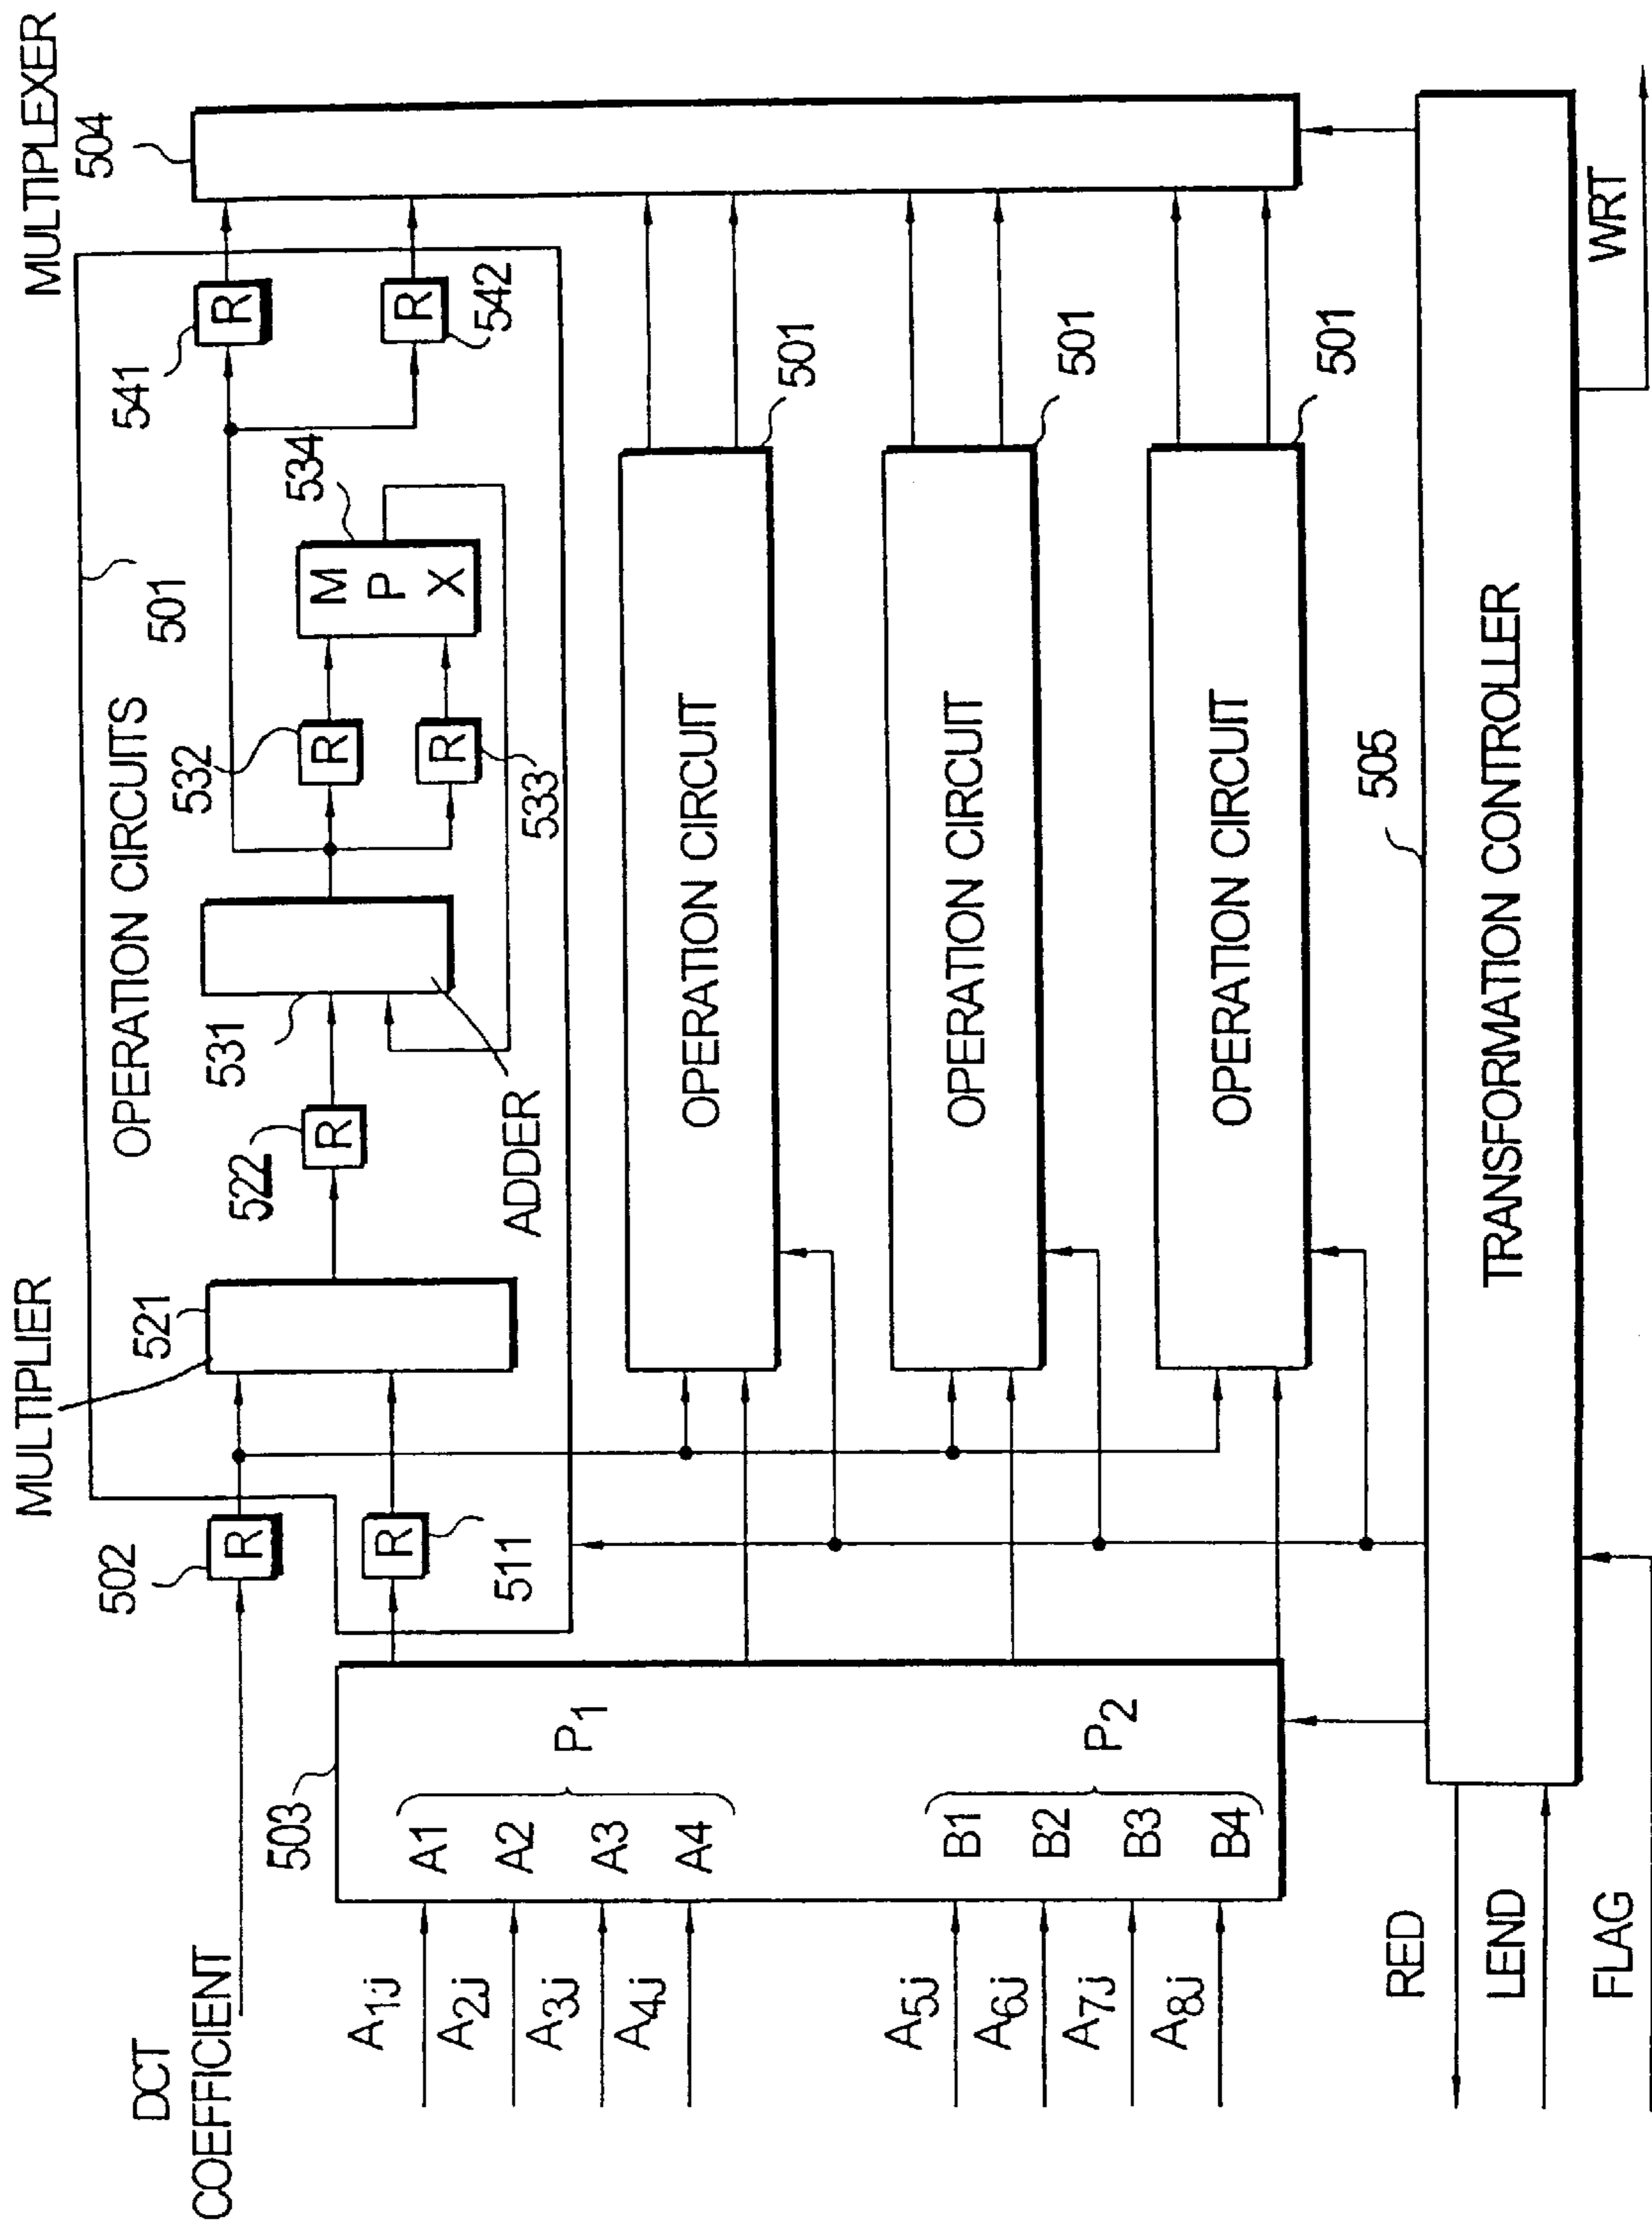 MULTIPLEXER
504
541
R
R
542
534
M
P
X
501
OPERATION CIRCUITS
532
R
R
533
531
ADDER
522
R
MULTIPLIER
521
502
R
R
511
DCT
COEFFICIENT
503
A1
A2
A3
A4
P1
B1
B2
B3
B4
P2
A1j
A2j
A3j
A4j
A5j
A6j
A7j
A8j
OPERATION CIRCUIT
501
OPERATION CIRCUIT
501
OPERATION CIRCUIT
501
505
TRANSFORMATION CONTROLLER
RED
LEND
FLAG
WRT